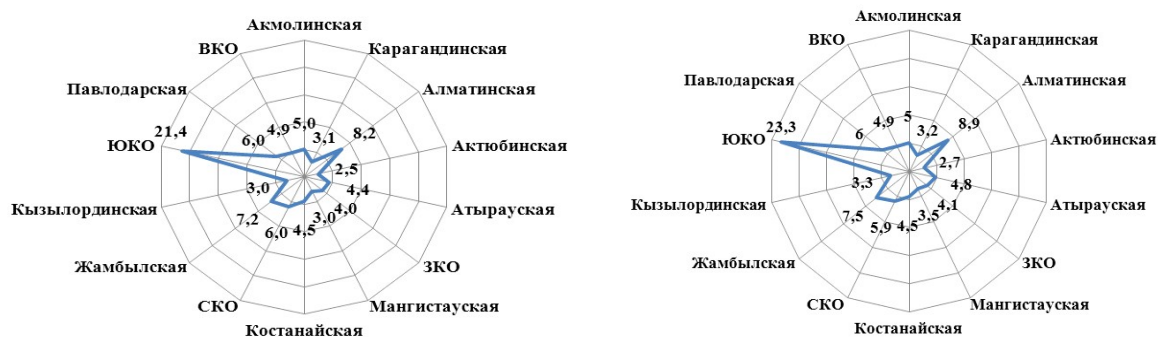 Акмолинская
ВКО
Карагандинская
Павлодарская
Алматинская
21,4
6,0
4,9
5,0
3,1
8,2
ЮКО
Актюбинская
2,5
3,0
4,4
Кызылординская
Атырауская
7,2
6,0
4,5
3,0
4,0
Жамбылская
ЗКО
СКО
Мангистауская
Костанайская
Акмолинская
ВКО
Карагандинская
Павлодарская
Алматинская
23,3
6
4,9
5
3,2
8,9
ЮКО
Актюбинская
2,7
3,3
4,8
Кызылординская
Атырауская
7,5
5,9
4,5
3,5
4,1
Жамбылская
ЗКО
СКО
Мангистауская
Костанайская